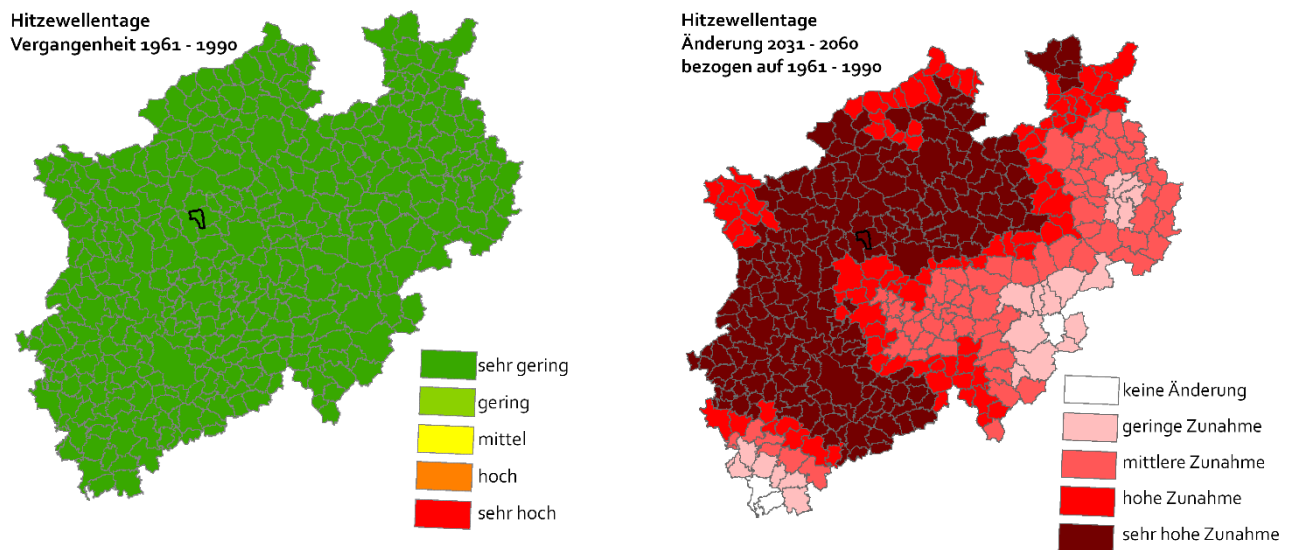 Hitzewellentage
Vergangenheit 1961 - 1990
sehr gering
gering
mittel
hoch
sehr hoch
Hitzewellentage
Änderung 2031 - 2060
bezogen auf 1961 - 1990
keine Änderung
geringe Zunahme
mittlere Zunahme
hohe Zunahme
sehr hohe Zunahme